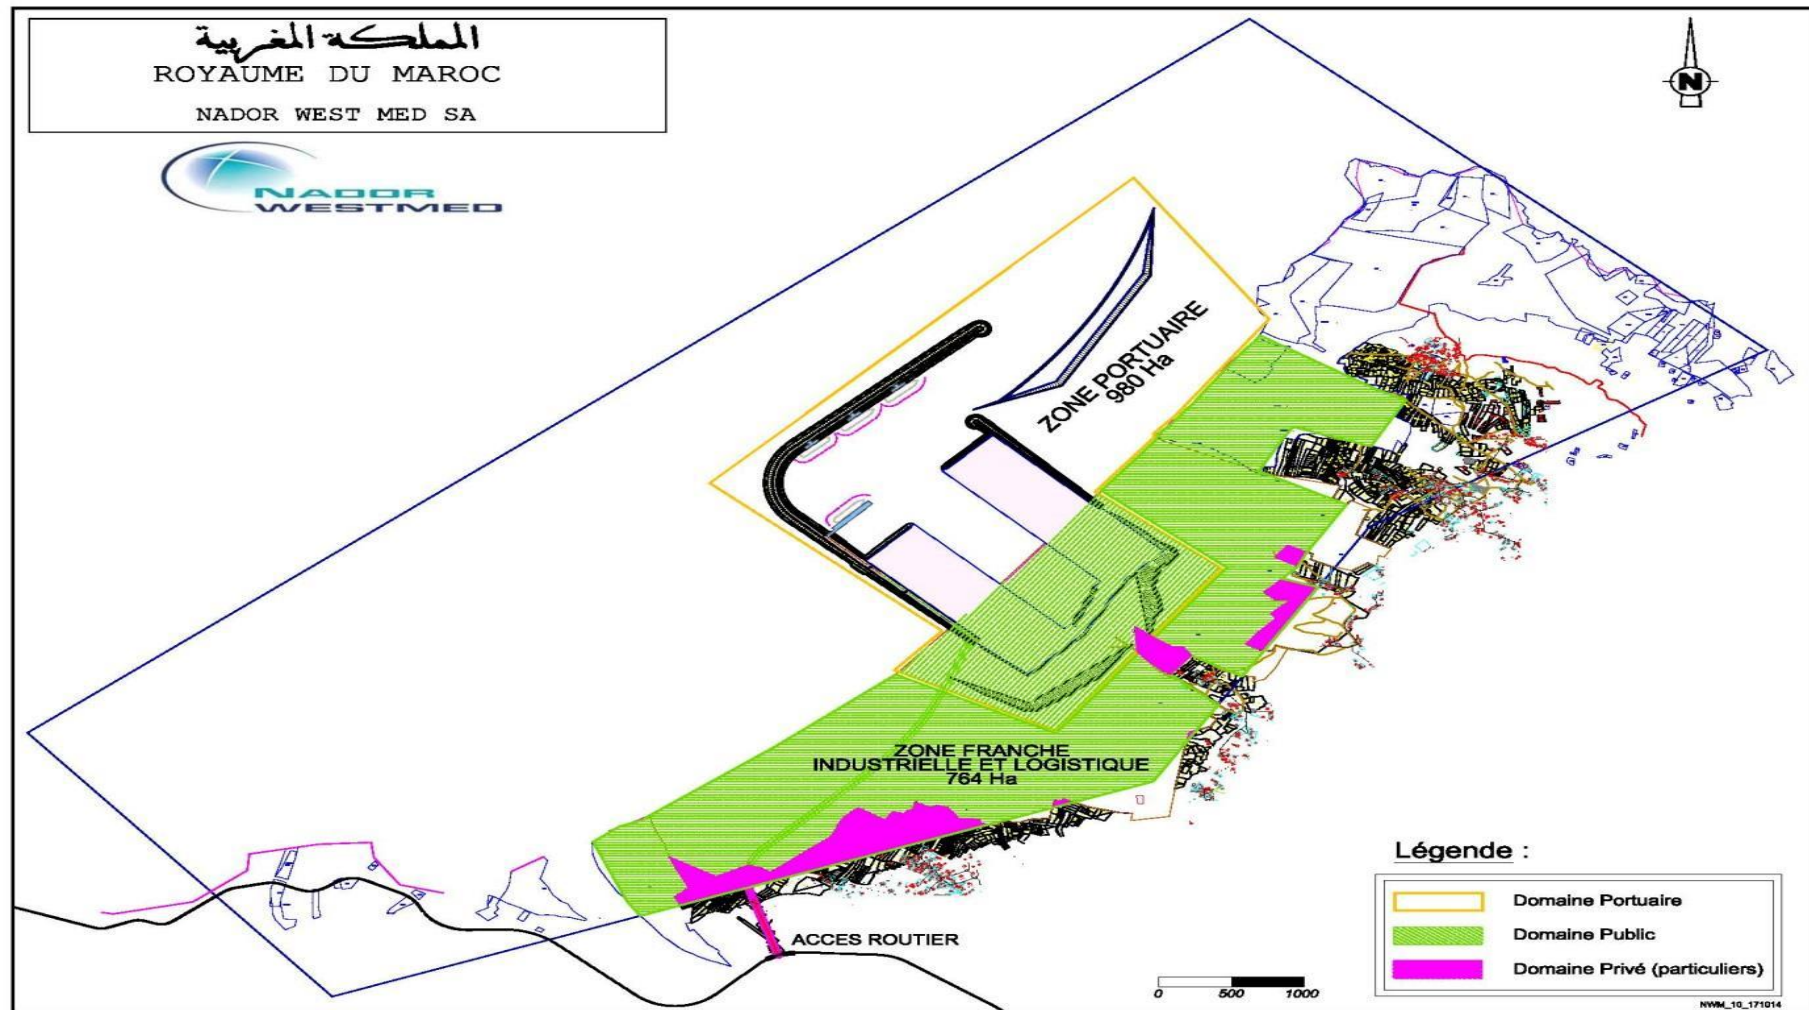 المملكة المغربية
ROYAUME DU MAROC
NADOR WEST MED SA
NADOR
WESTMED
N
ZONE PORTUAIRE
980 Ha
ZONE FRANCHE
INDUSTRIELLE ET LOGISTIQUE
764 Ha
ACCES ROUTIER
0 500 1000
Légende :
Domaine Portuaire
Domaine Public
Domaine Privé (particuliers)
NWM_10_171014